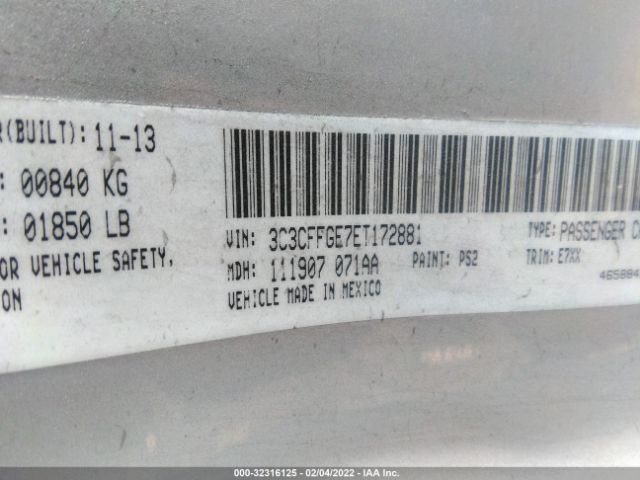 R(BUILT): 11-13
: 00840 KG
: 01850 LB
OR VEHICLE SAFETY,
ON
VIN: 3C3CFFGE7ET172881
TYPE: PASSENGER
MDH: 111907 071AA
PAINT: PS2
TRIM: E7XX
VEHICLE MADE IN MEXICO
000-32316125 - 02/04/2022 - IAA Inc.